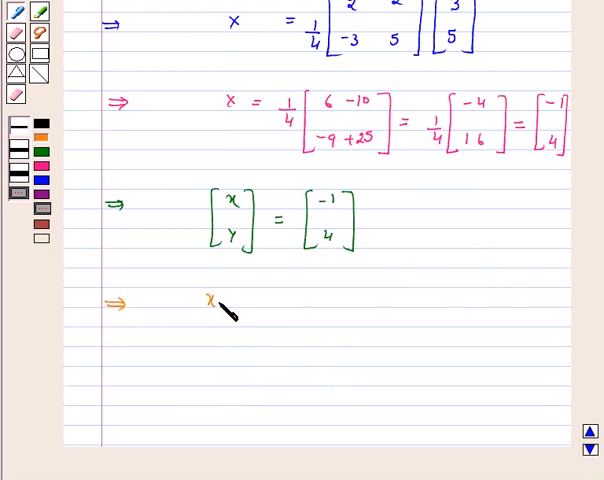 ⇒ x = 1/4 [2 2; -3 5] [3; 5]
⇒ x = 1/4 [6 -10; -9 +25] = 1/4 [-4; 16] = [-1; 4]
⇒ [x; y] = [-1; 4]
⇒ x